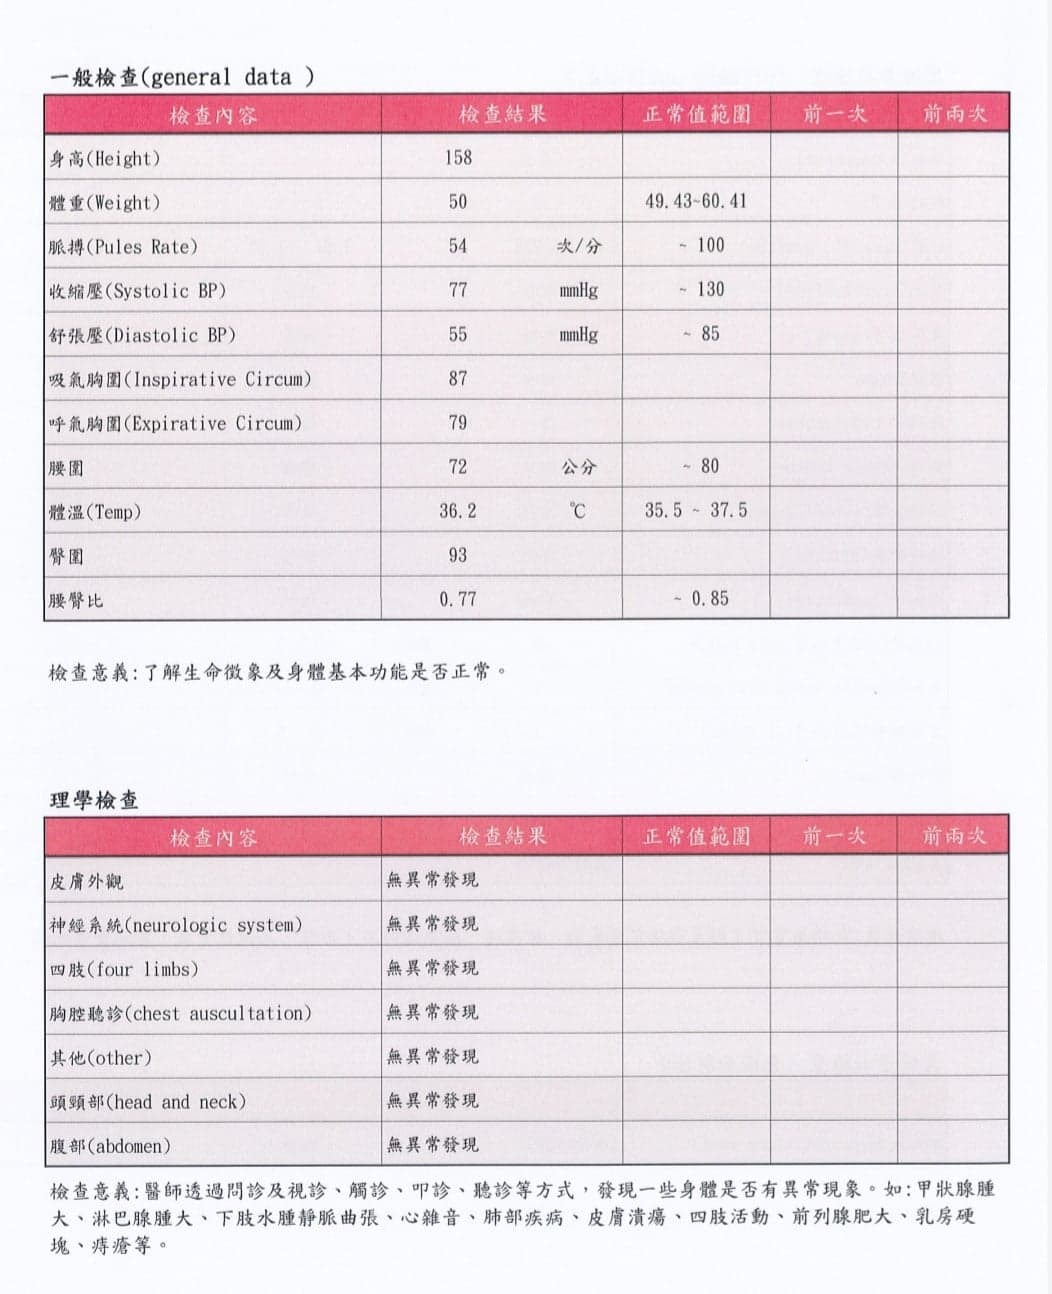 一般檢查(general data )
檢查內容 檢查結果 正常值範圍 前一次 前兩次
身高(Height) 158
體重(Weight) 50 49.43~60.41
脈搏(Pules Rate) 54 次/分 ~ 100
收縮壓(Systolic BP) 77 mmHg ~ 130
舒張壓(Diastolic BP) 55 mmHg ~ 85
吸氣胸圍(Inspirative Circum) 87
呼氣胸圍(Expirative Circum) 79
腰圍 72 公分 ~ 80
體溫(Temp) 36.2 ℃ 35.5 ~ 37.5
臀圍 93
腰臀比 0.77 ~ 0.85
檢查意義:了解生命徵象及身體基本功能是否正常。
理學檢查
檢查內容 檢查結果 正常值範圍 前一次 前兩次
皮膚外觀 無異常發現
神經系統(neurologic system) 無異常發現
四肢(four limbs) 無異常發現
胸腔聽診(chest auscultation) 無異常發現
其他(other) 無異常發現
頭頸部(head and neck) 無異常發現
腹部(abdomen) 無異常發現
檢查意義:醫師透過問診及視診、觸診、叩診、聽診等方式,發現一些身體是否有異常現象。如:甲狀腺腫
大、淋巴腺腫大、下肢水腫靜脈曲張、心雜音、肺部疾病、皮膚潰瘍、四肢活動、前列腺肥大、乳房硬
塊、痔瘡等。